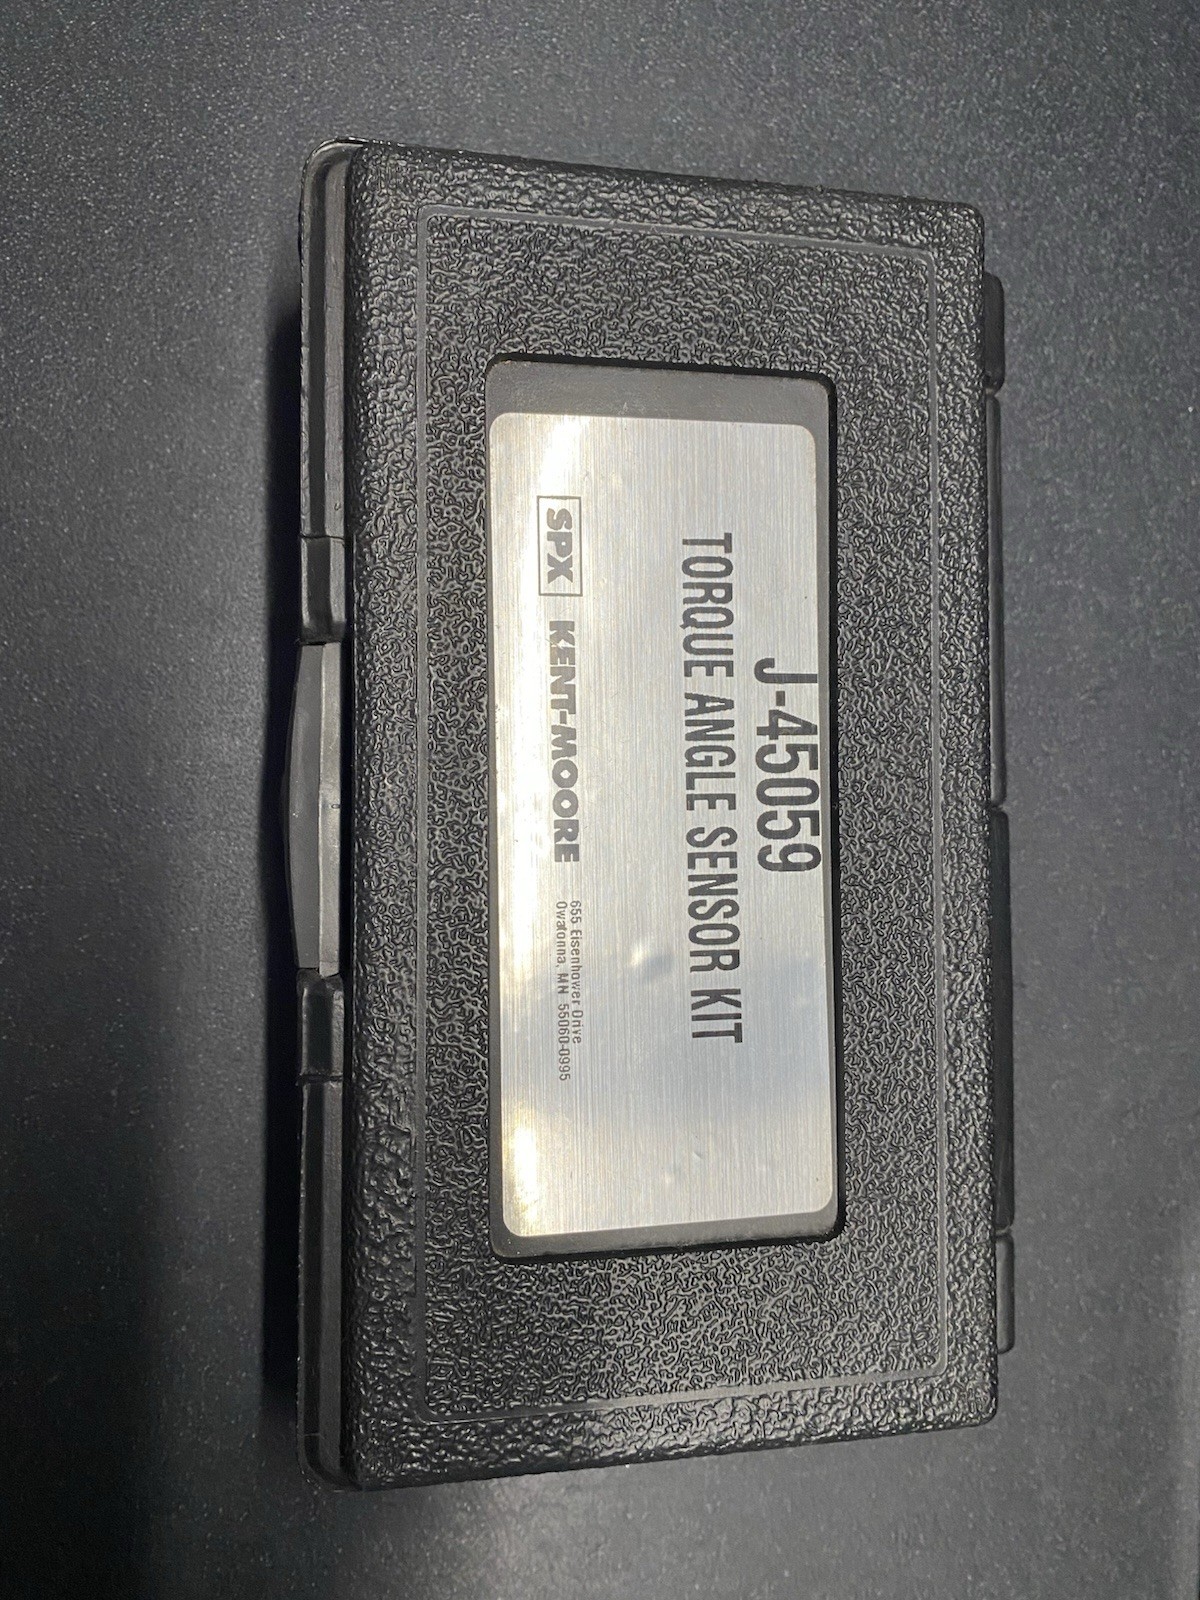 J-45059
TORQUE ANGLE SENSOR KIT
SPX KENT-MOORE
655 Eisenhower Drive
Owatonna, MN 55060-0995